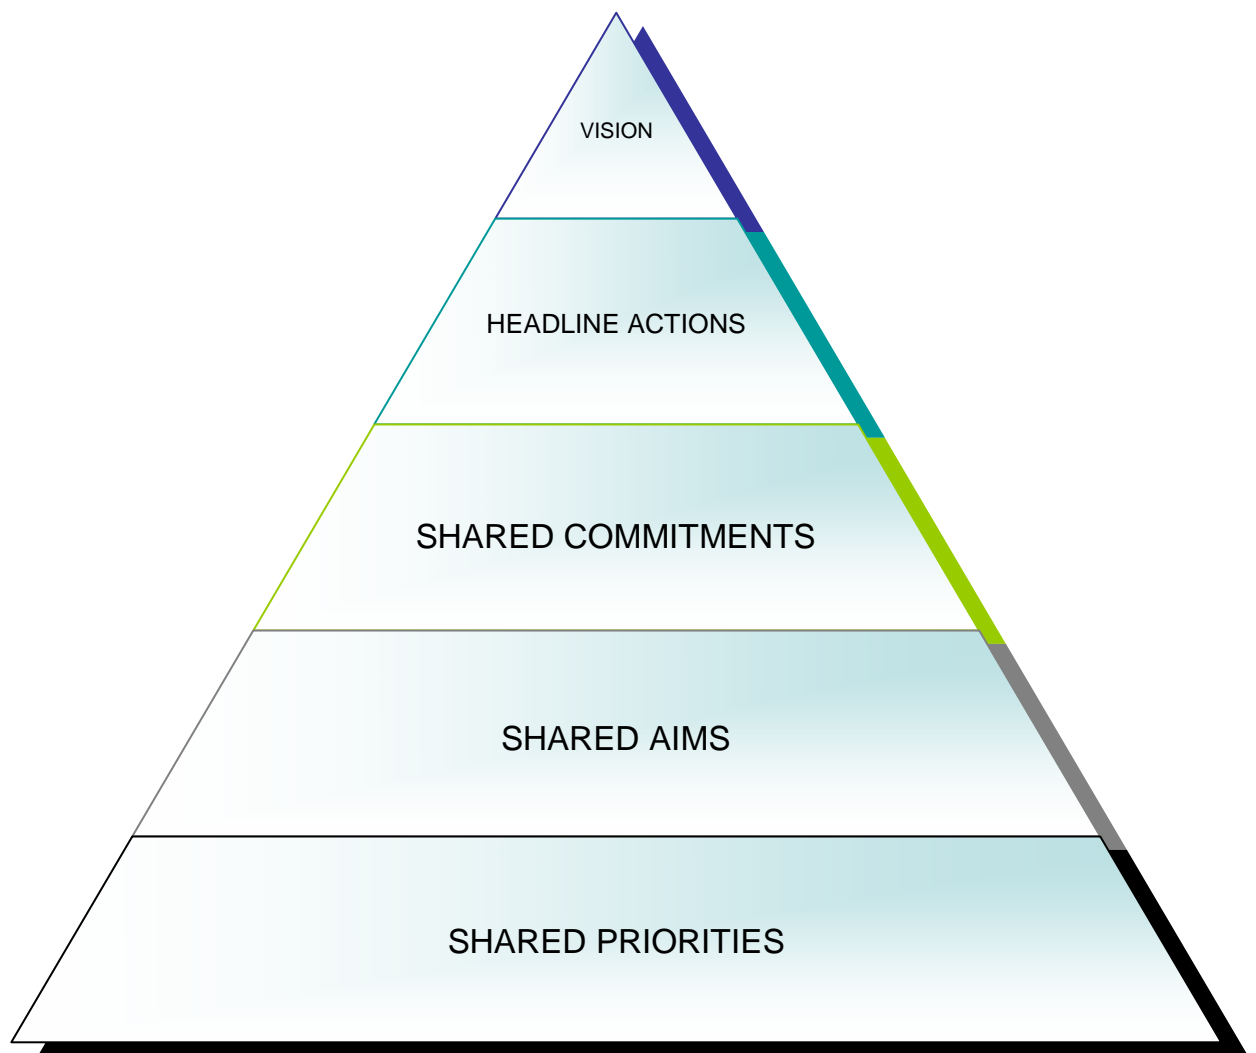 VISION
HEADLINE ACTIONS
SHARED COMMITMENTS
SHARED AIMS
SHARED PRIORITIES